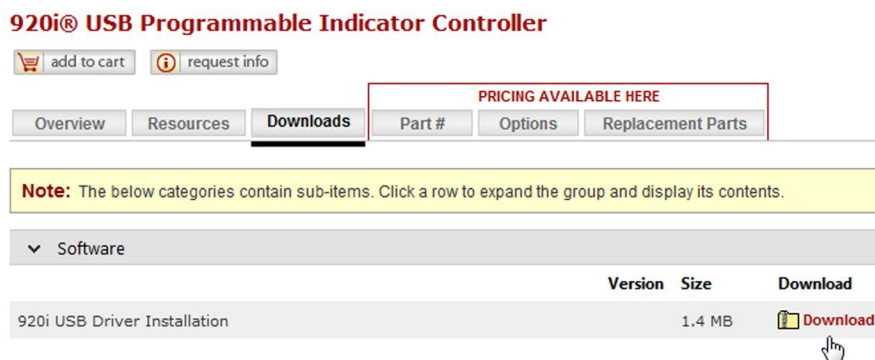 920i® USB Programmable Indicator Controller
add to cart request info
PRICING AVAILABLE HERE
Overview Resources Downloads Part # Options Replacement Parts
Note: The below categories contain sub-items. Click a row to expand the group and display its contents.
Software
Version Size Download
920i USB Driver Installation 1.4 MB Download